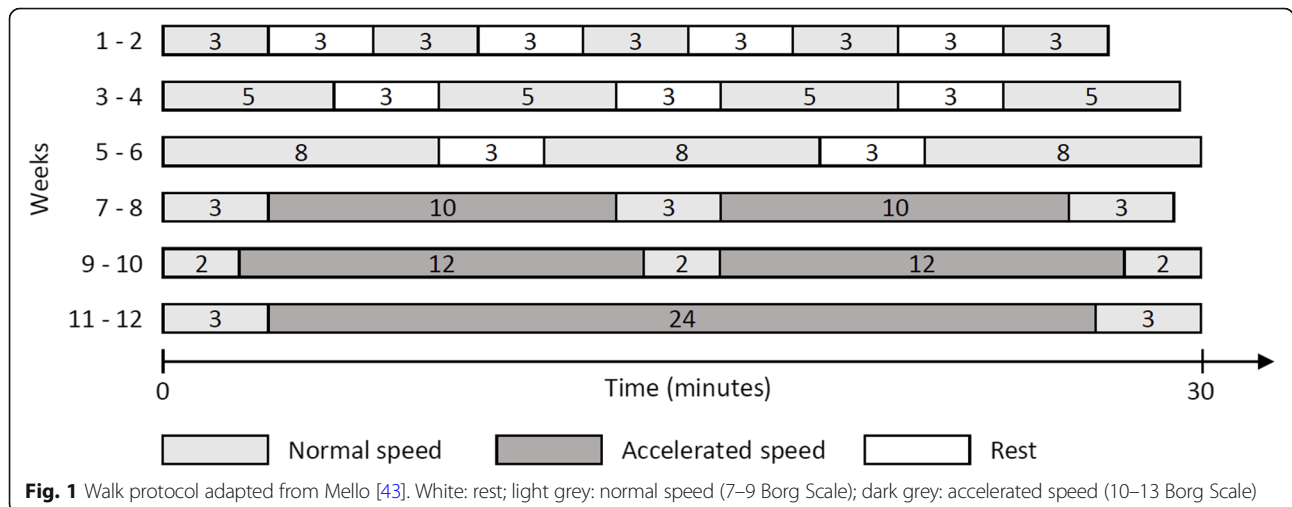 1 - 2 3 3 3 3 3 3 3 3 3
3 - 4 5 3 5 3 5 3 5
5 - 6 8 3 8 3 8
Weeks
7 - 8 3 10 3 10 3
9 - 10 2 12 2 12 2
11 - 12 3 24 3
0 Time (minutes) 30
Normal speed Accelerated speed Rest
Fig. 1 Walk protocol adapted from Mello [43]. White: rest; light grey: normal speed (7–9 Borg Scale); dark grey: accelerated speed (10–13 Borg Scale)